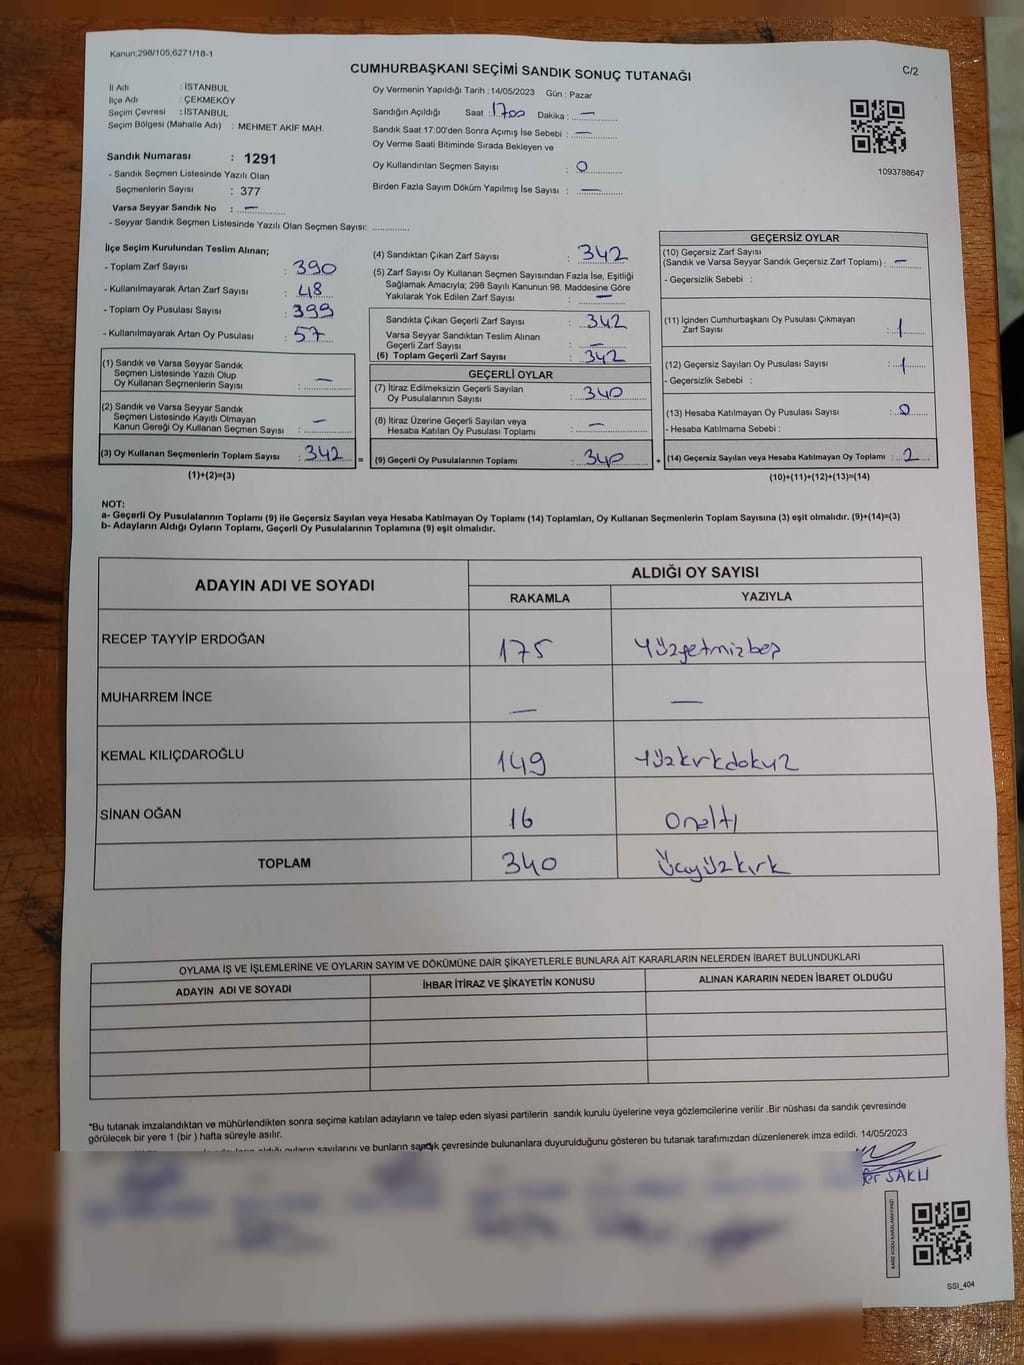 Kanun;298/105;6271/18-1
CUMHURBAŞKANI SEÇİMİ SANDIK SONUÇ TUTANAĞI
C/2
İl Adı : İSTANBUL
İlçe Adı : ÇEKMEKÖY
Seçim Çevresi : İSTANBUL
Seçim Bölgesi (Mahalle Adı) : MEHMET AKİF MAH.
Sandık Numarası : 1291
- Sandık Seçmen Listesinde Yazılı Olan
Seçmenlerin Sayısı : 377
Varsa Seyyar Sandık No : —
- Seyyar Sandık Seçmen Listesinde Yazılı Olan Seçmen Sayısı: ..............
Oy Vermenin Yapıldığı Tarih : 14/05/2023 Gün : Pazar
Sandığın Açıldığı Saat : 1700 Dakika : —
Sandık Saat 17:00'den Sonra Açımış İse Sebebi : —
Oy Verme Saati Bitiminde Sırada Bekleyen ve
Oy Kullandırılan Seçmen Sayısı : 0
Birden Fazla Sayım Döküm Yapılmış İse Sayısı : —
1093788647
İlçe Seçim Kurulundan Teslim Alınan;
- Toplam Zarf Sayısı : 390
- Kullanılmayarak Artan Zarf Sayısı : 48
- Toplam Oy Pusulası Sayısı : 399
- Kullanılmayarak Artan Oy Pusulası : 57
(1) Sandık ve Varsa Seyyar Sandık
Seçmen Listesinde Yazılı Olup
Oy Kullanan Seçmenlerin Sayısı : —
(2) Sandık ve Varsa Seyyar Sandık
Seçmen Listesinde Kayıtlı Olmayan
Kanun Gereği Oy Kullanan Seçmen Sayısı : —
(3) Oy Kullanan Seçmenlerin Toplam Sayısı : 342 =
(1)+(2)=(3)
(4) Sandıktan Çıkan Zarf Sayısı : 342
(5) Zarf Sayısı Oy Kullanan Seçmen Sayısından Fazla İse, Eşitliği
Sağlamak Amacıyla; 298 Sayılı Kanunun 98. Maddesine Göre
Yakılarak Yok Edilen Zarf Sayısı : —
Sandıkta Çıkan Geçerli Zarf Sayısı : 342
Varsa Seyyar Sandıktan Teslim Alınan
Geçerli Zarf Sayısı : —
(6) Toplam Geçerli Zarf Sayısı : 342
GEÇERLİ OYLAR
(7) İtiraz Edilmeksizin Geçerli Sayılan
Oy Pusulalarının Sayısı : 340
(8) İtiraz Üzerine Geçerli Sayılan veya
Hesaba Katılan Oy Pusulası Toplamı : —
(9) Geçerli Oy Pusulalarının Toplamı : 340 +
GEÇERSİZ OYLAR
(10) Geçersiz Zarf Sayısı
(Sandık ve Varsa Seyyar Sandık Geçersiz Zarf Toplamı) : —
- Geçersizlik Sebebi :
(11) İçinden Cumhurbaşkanı Oy Pusulası Çıkmayan
Zarf Sayısı : 1
(12) Geçersiz Sayılan Oy Pusulası Sayısı : 1
- Geçersizlik Sebebi :
(13) Hesaba Katılmayan Oy Pusulası Sayısı : 0
- Hesaba Katılmama Sebebi :
(14) Geçersiz Sayılan veya Hesaba Katılmayan Oy Toplamı : 2
(10)+(11)+(12)+(13)=(14)
NOT:
a- Geçerli Oy Pusulalarının Toplamı (9) ile Geçersiz Sayılan veya Hesaba Katılmayan Oy Toplamı (14) Toplamları, Oy Kullanan Seçmenlerin Toplam Sayısına (3) eşit olmalıdır. (9)+(14)=(3)
b- Adayların Aldığı Oyların Toplamı, Geçerli Oy Pusulalarının Toplamına (9) eşit olmalıdır.
ADAYIN ADI VE SOYADI ALDIĞI OY SAYISI
RAKAMLA YAZIYLA
RECEP TAYYİP ERDOĞAN 175 Yüzyetmizbeş
MUHARREM İNCE — —
KEMAL KILIÇDAROĞLU 149 Yüzkırkdokuz
SİNAN OĞAN 16 Onaltı
TOPLAM 340 Üçyüzkırk
OYLAMA İŞ VE İŞLEMLERİNE VE OYLARIN SAYIM VE DÖKÜMÜNE DAİR ŞİKAYETLERLE BUNLARA AİT KARARLARIN NELERDEN İBARET BULUNDUKLARI
ADAYIN ADI VE SOYADI İHBAR İTİRAZ VE ŞİKAYETİN KONUSU ALINAN KARARIN NEDEN İBARET OLDUĞU
*Bu tutanak imzalandıktan ve mühürlendikten sonra seçime katılan adayların ve talep eden siyasi partilerin sandık kurulu üyelerine veya gözlemcilerine verilir .Bir nüshası da sandık çevresinde
görülecek bir yere 1 (bir ) hafta süreyle asılır.
aldığı oyların sayılarını ve bunların sandık çevresinde bulunanlara duyurulduğunu gösteren bu tutanak tarafımızdan düzenlenerek imza edildi. 14/05/2023
SAKLI
KARE KODU KARALAMAYINIZ!
SSİ_404